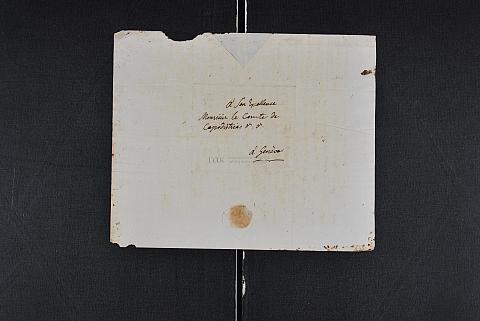 à Son Excellence
Monsieur le Comte de
Capodistrias &. &.
à Genève